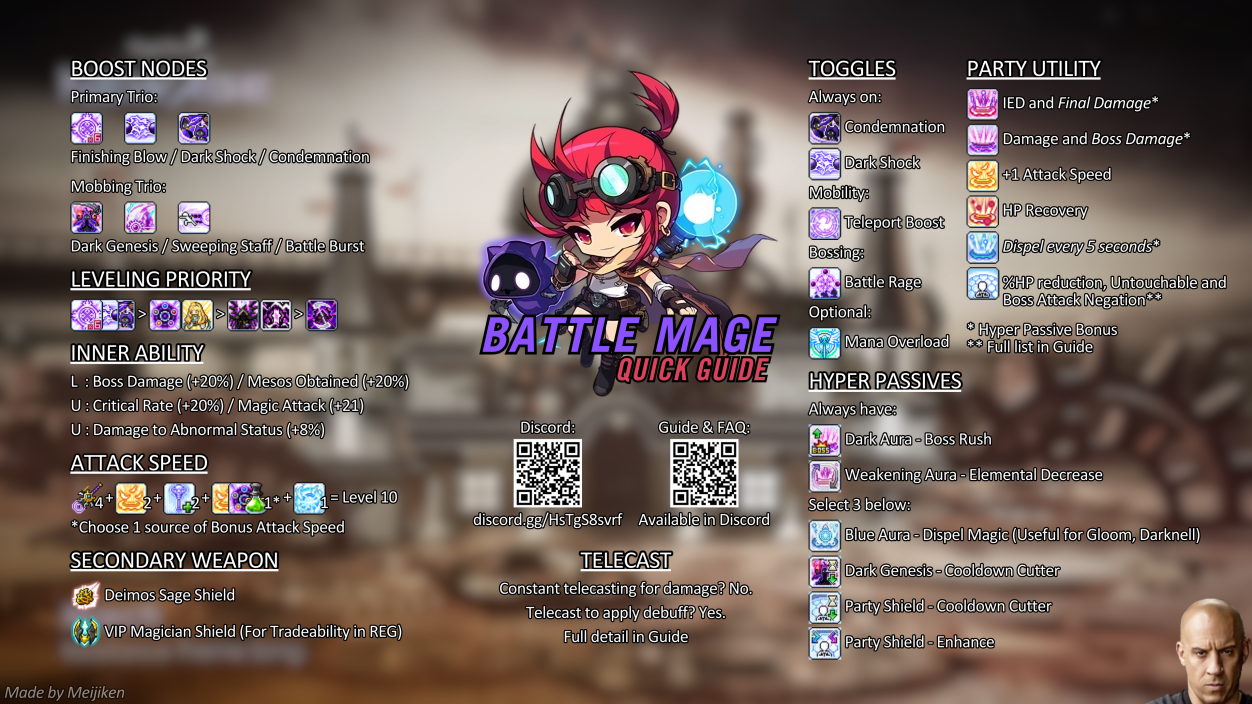 BOOST NODES
Primary Trio:
Finishing Blow / Dark Shock / Condemnation
Mobbing Trio:
Dark Genesis / Sweeping Staff / Battle Burst
LEVELING PRIORITY
> > >
INNER ABILITY
L : Boss Damage (+20%) / Mesos Obtained (+20%)
U : Critical Rate (+20%) / Magic Attack (+21)
U : Damage to Abnormal Status (+8%)
ATTACK SPEED
4 + 2 + 2 + 1* + 1 = Level 10
*Choose 1 source of Bonus Attack Speed
SECONDARY WEAPON
Deimos Sage Shield
VIP Magician Shield (For Tradeability in REG)
Made by Meijiken
BATTLE MAGE
QUICK GUIDE
Discord:
discord.gg/HsTgS8svrf
Guide & FAQ:
Available in Discord
TELECAST
Constant telecasting for damage? No.
Telecast to apply debuff? Yes.
Full detail in Guide
TOGGLES
Always on:
Condemnation
Dark Shock
Mobility:
Teleport Boost
Bossing:
Battle Rage
Optional:
Mana Overload
PARTY UTILITY
IED and Final Damage*
Damage and Boss Damage*
+1 Attack Speed
HP Recovery
Dispel every 5 seconds*
%HP reduction, Untouchable and
Boss Attack Negation**
* Hyper Passive Bonus
** Full list in Guide
HYPER PASSIVES
Always have:
BOSS
Dark Aura - Boss Rush
Weakening Aura - Elemental Decrease
Select 3 below:
Blue Aura - Dispel Magic (Useful for Gloom, Darknell)
Dark Genesis - Cooldown Cutter
Party Shield - Cooldown Cutter
Party Shield - Enhance